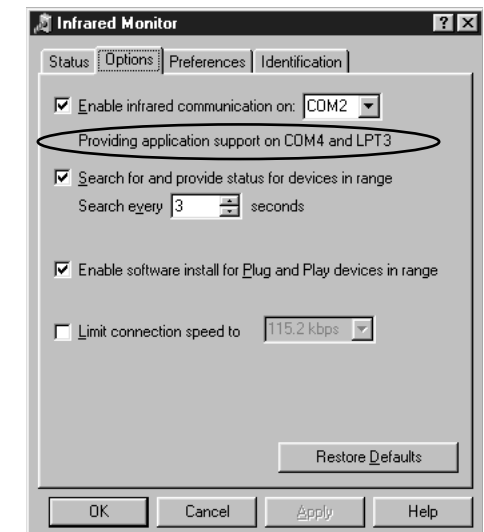 Infrared Monitor
Status Options Preferences Identification
Enable infrared communication on: COM2
Providing application support on COM4 and LPT3
Search for and provide status for devices in range
Search every 3 seconds
Enable software install for Plug and Play devices in range
Limit connection speed to 115.2 kbps
Restore Defaults
OK Cancel Apply Help